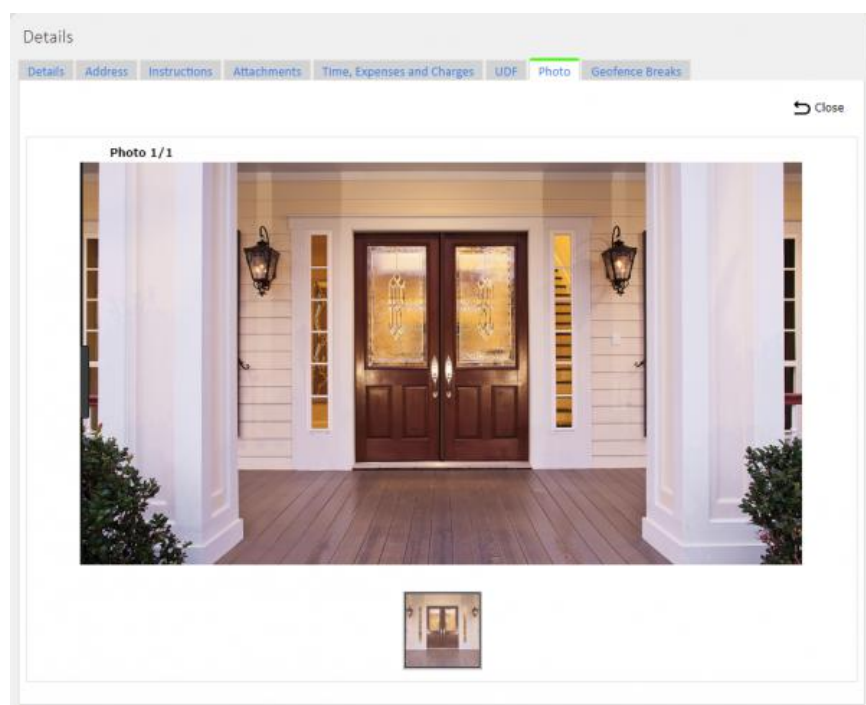 Details
Details Address Instructions Attachments Time, Expenses and Charges UDF Photo Geofence Breaks
Close
Photo 1/1